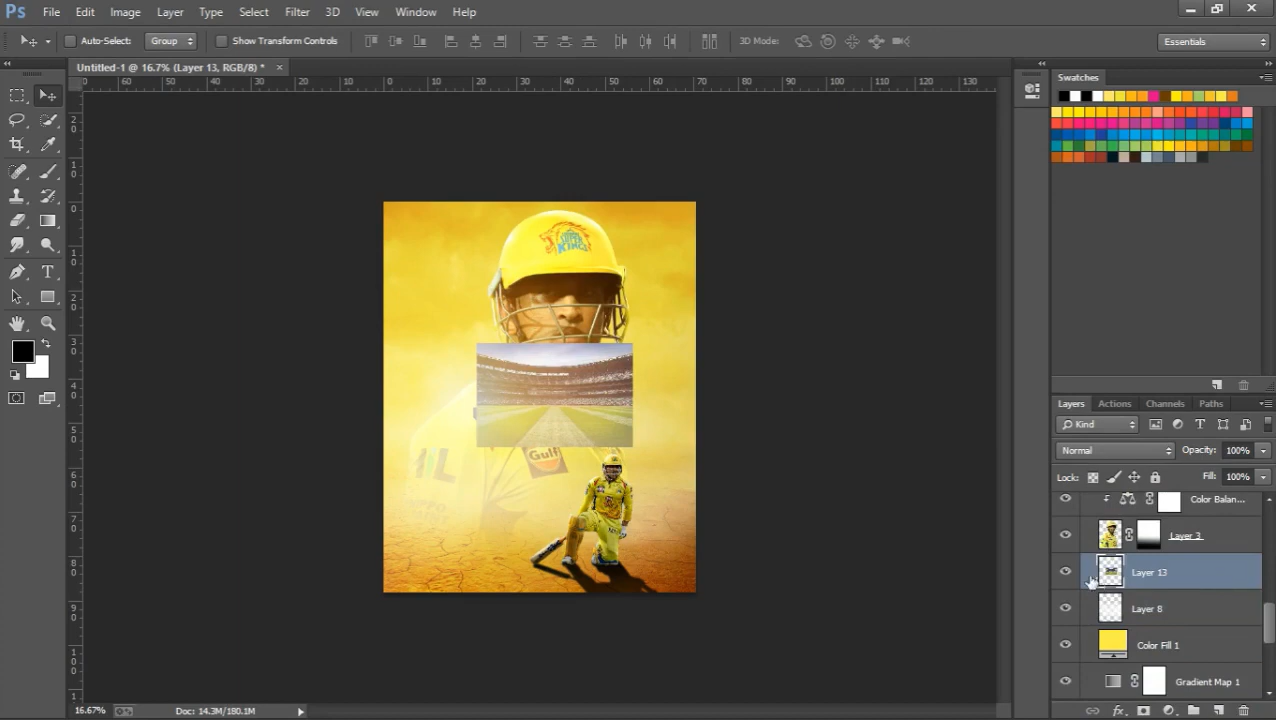 Ps File Edit Image Layer Type Select Filter 3D View Window Help
Auto-Select: Group Show Transform Controls 3D Mode: Essentials
Untitled-1 @ 16.7% (Layer 13, RGB/8) * ×
Swatches
SUPER
KINGS
Gulf
Layers Actions Channels Paths
Kind
Normal Opacity: 100%
Lock: Fill: 100%
Color Balan...
Layer 3
Layer 13
Layer 8
Color Fill 1
Gradient Map 1
fx
16.67% Doc: 14.3M/180.1M